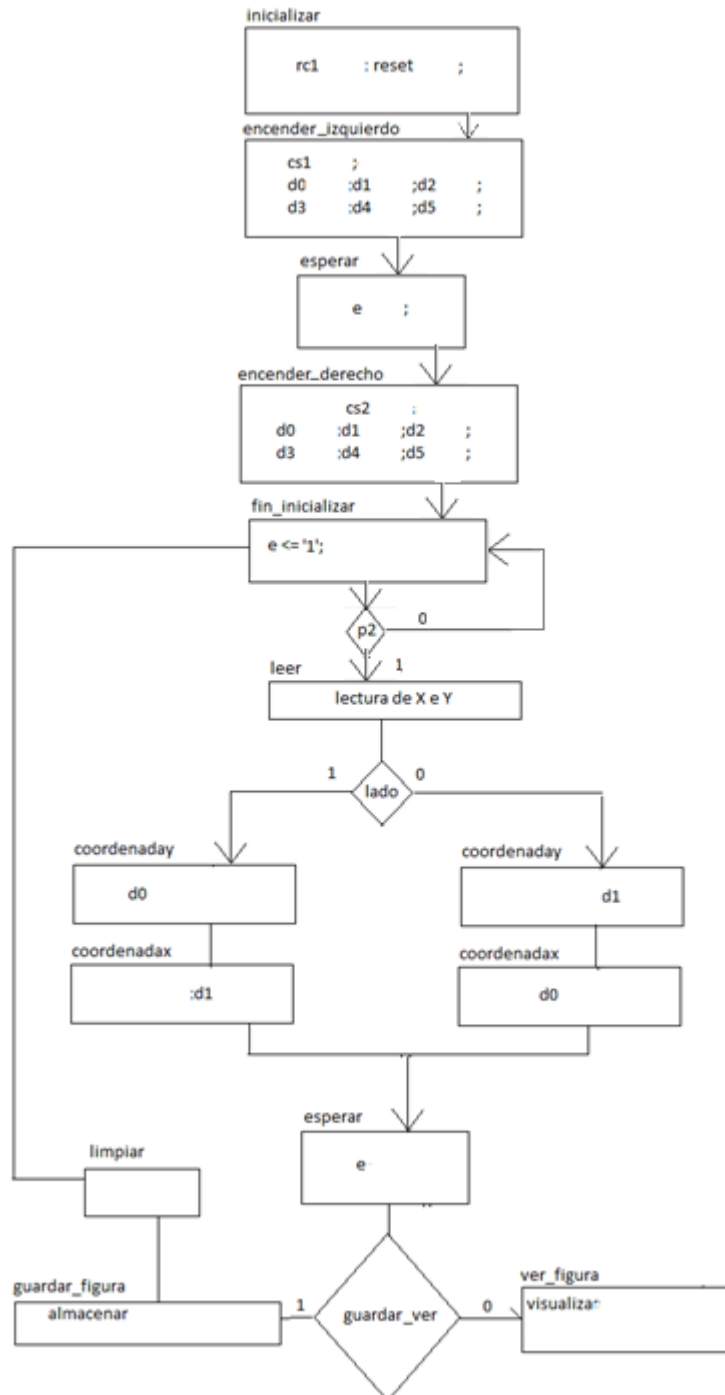 inicializar
rc1 : reset ;
encender_izquierdo
cs1 ;
d0 :d1 ;d2 ;
d3 :d4 ;d5 ;
esperar
e ;
encender_derecho
cs2 :
d0 ;d1 ;d2 ;
d3 ;d4 ;d5 ;
fin_inicializar
e <= '1';
p2 0
1
leer
lectura de X e Y
1 0
lado
coordenaday coordenaday
d0 d1
coordenadax coordenadax
:d1 d0
esperar
e
limpiar
guardar_figura ver_figura
almacenar 1 guardar_ver 0 visualizar